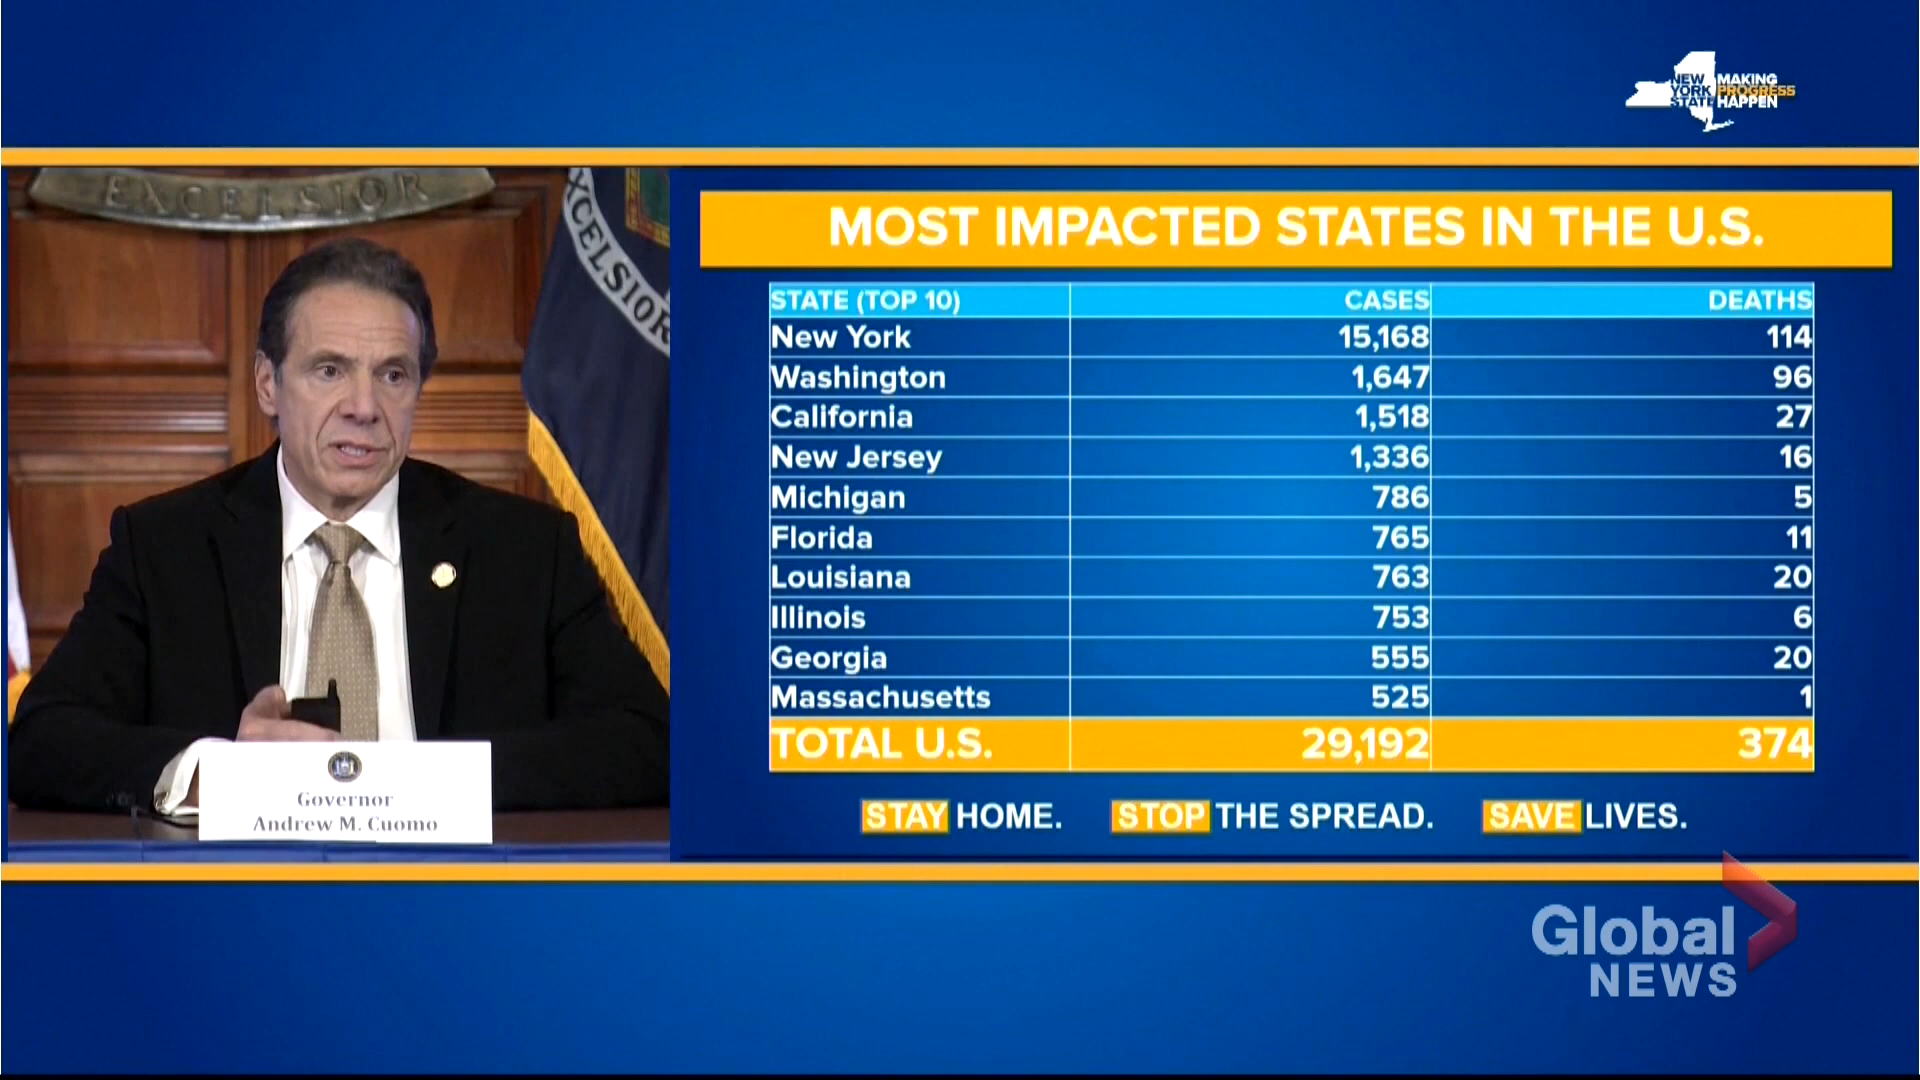 NEW YORK STATE
MAKING PROGRESS HAPPEN
EXCELSIOR
XCELSIOR
Governor
Andrew M. Cuomo
MOST IMPACTED STATES IN THE U.S.
STATE (TOP 10) CASES DEATHS
New York 15,168 114
Washington 1,647 96
California 1,518 27
New Jersey 1,336 16
Michigan 786 5
Florida 765 11
Louisiana 763 20
Illinois 753 6
Georgia 555 20
Massachusetts 525 1
TOTAL U.S. 29,192 374
STAY HOME. STOP THE SPREAD. SAVE LIVES.
Global
NEWS